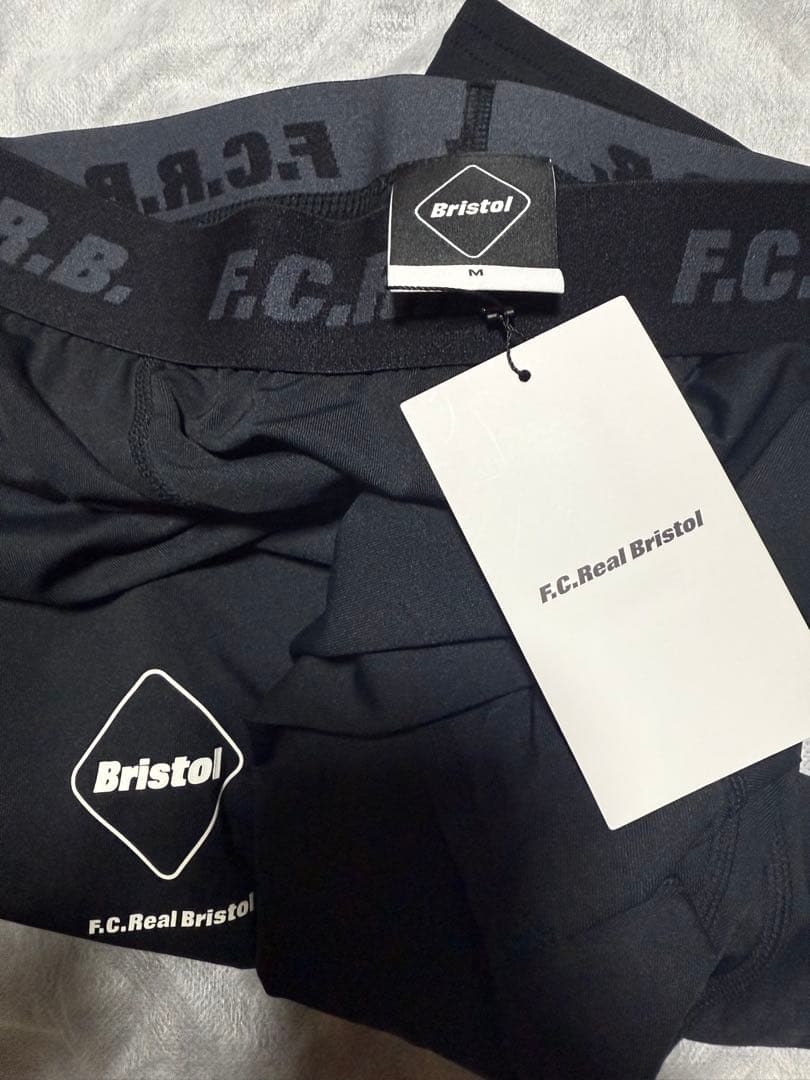 F.C.R.B
R.B.
F.C.R
F.C.
Bristol
M
F.C.Real Bristol
Bristol
F.C.Real Bristol